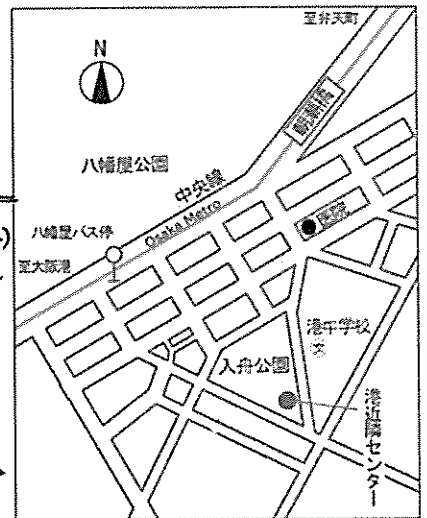 至弁天町
N
朝潮橋
八幡屋公園
中央線
Osaka Metro
八幡屋バス停
至大阪港
医院
港中学校
文
入舟公園
港近隣センター